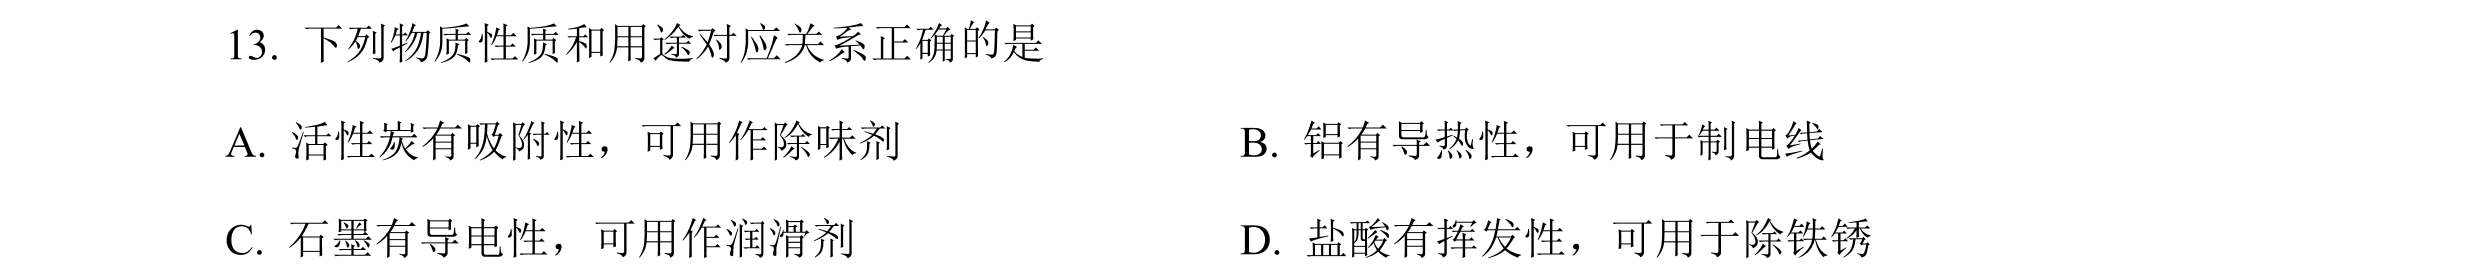 13. 下列物质性质和用途对应关系正确的是
A. 活性炭有吸附性，可用作除味剂 B. 铝有导热性，可用于制电线
C. 石墨有导电性，可用作润滑剂 D. 盐酸有挥发性，可用于除铁锈